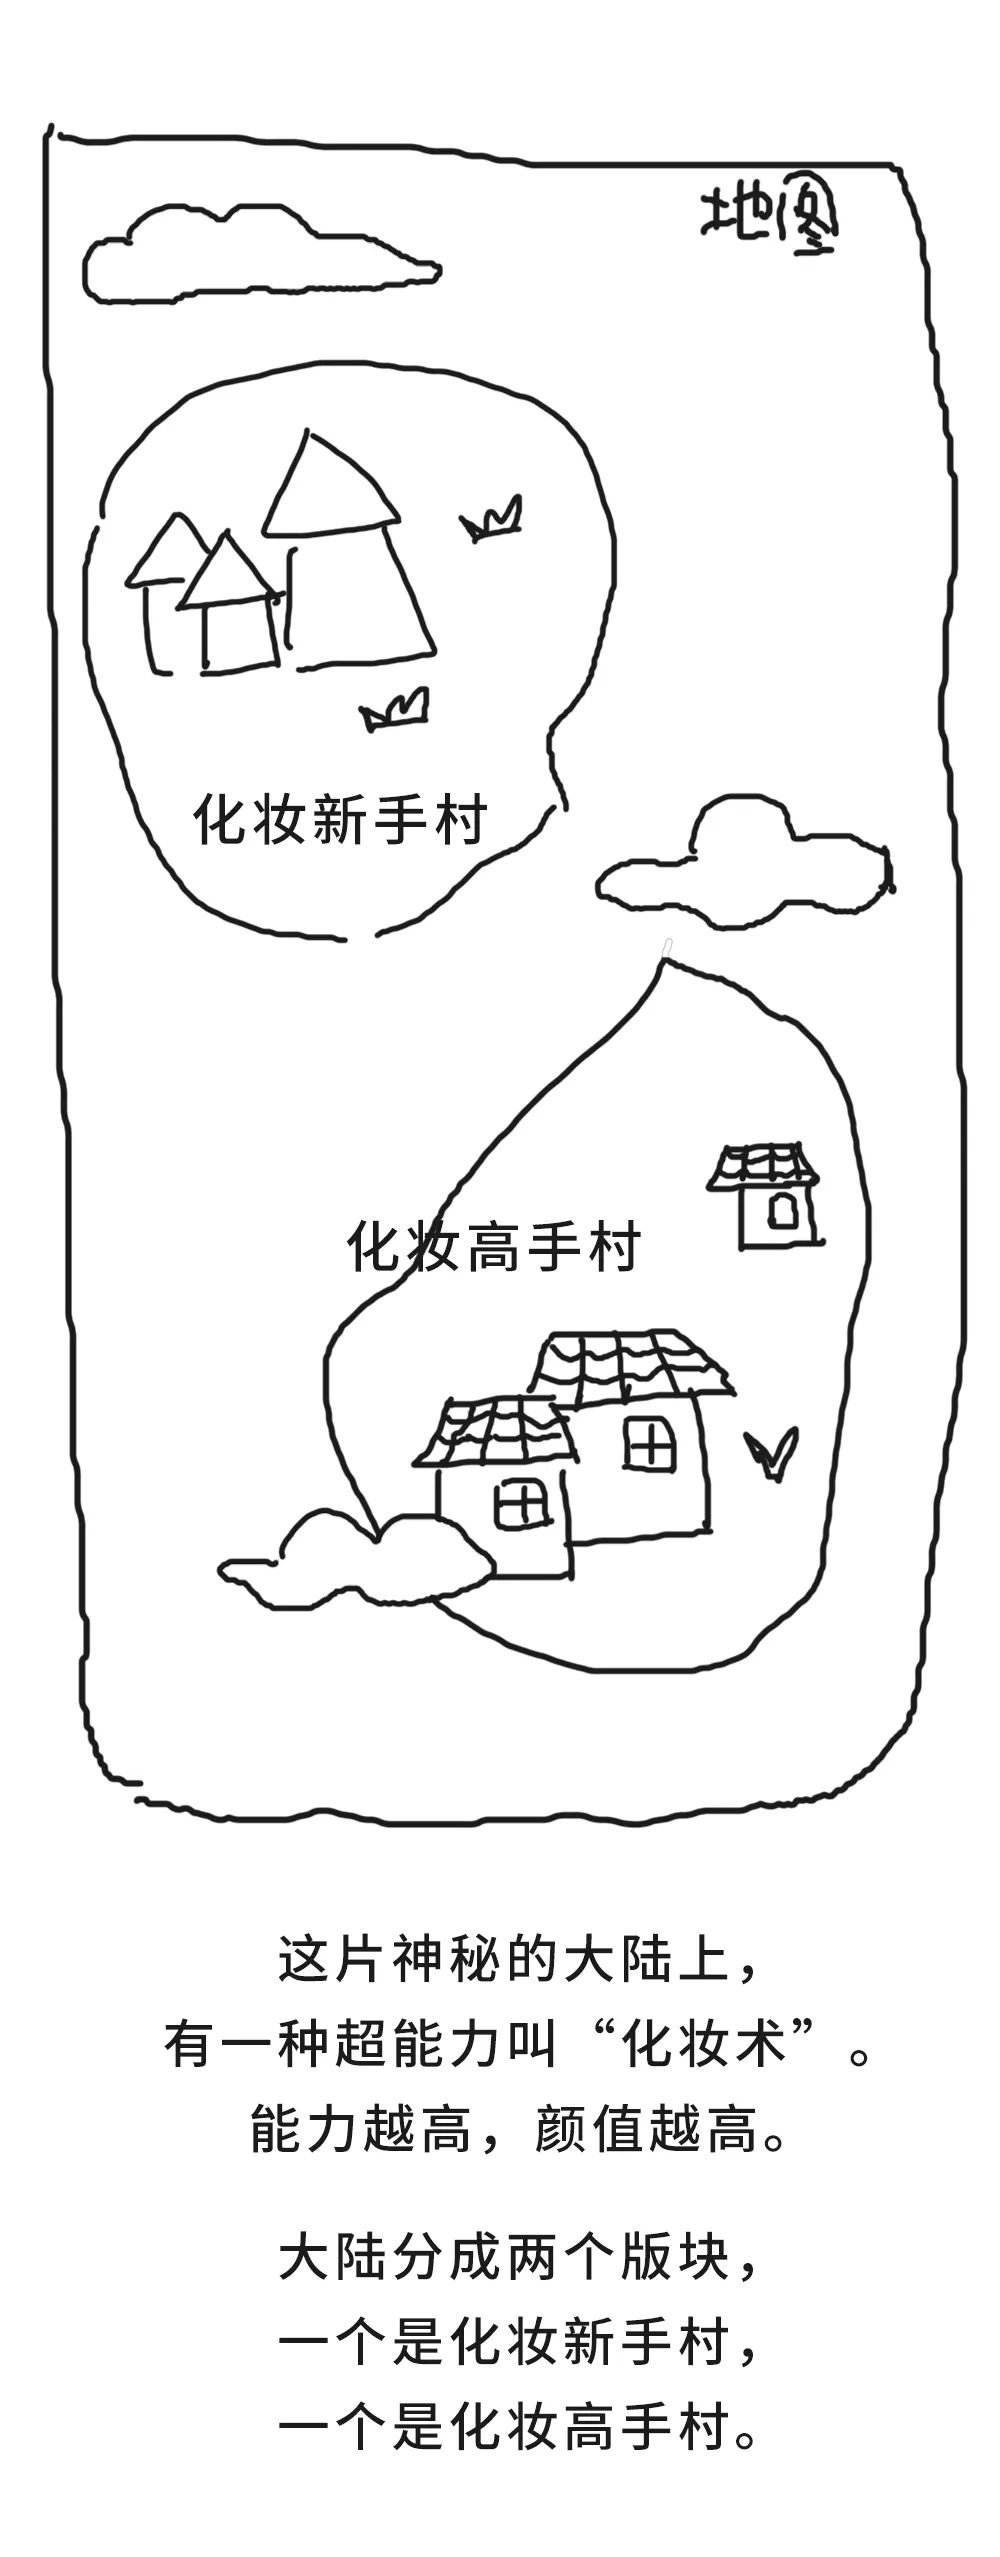 地图
化妆新手村
化妆高手村
这片神秘的大陆上，
有一种超能力叫“化妆术”。
能力越高，颜值越高。
大陆分成两个版块，
一个是化妆新手村，
一个是化妆高手村。